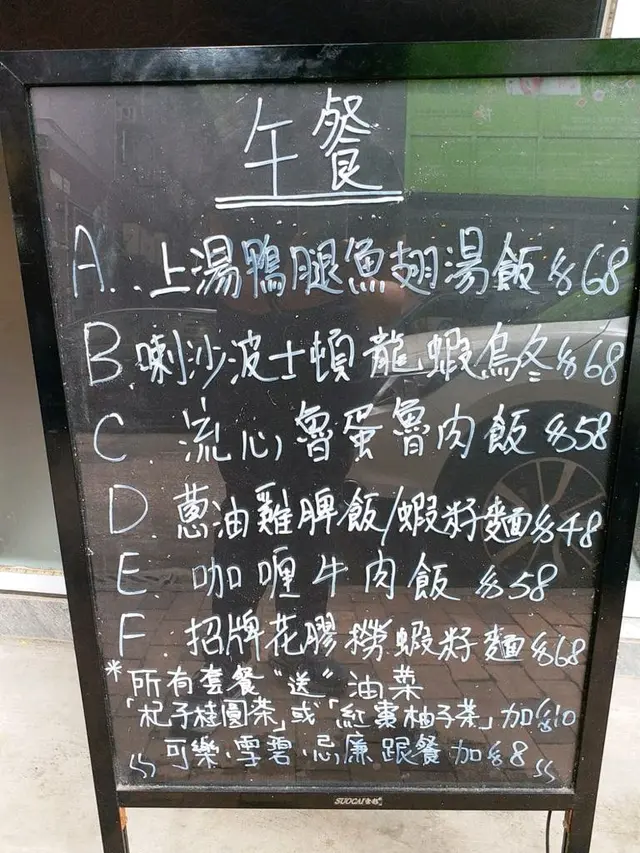 午餐
A. 上湯鴨腿魚翅湯飯 $68
B. 喇沙波士頓龍蝦烏冬 $68
C. 流心魯蛋魯肉飯 $58
D. 蔥油雞脾飯/蝦籽麵 $48
E. 咖喱牛肉飯 $58
F. 招牌花膠撈蝦籽麵 $68
*所有套餐"送"油菜
「杞子桂圓茶」或「紅棗柚子茶」加$10
可樂.雪碧.忌廉跟餐加$8